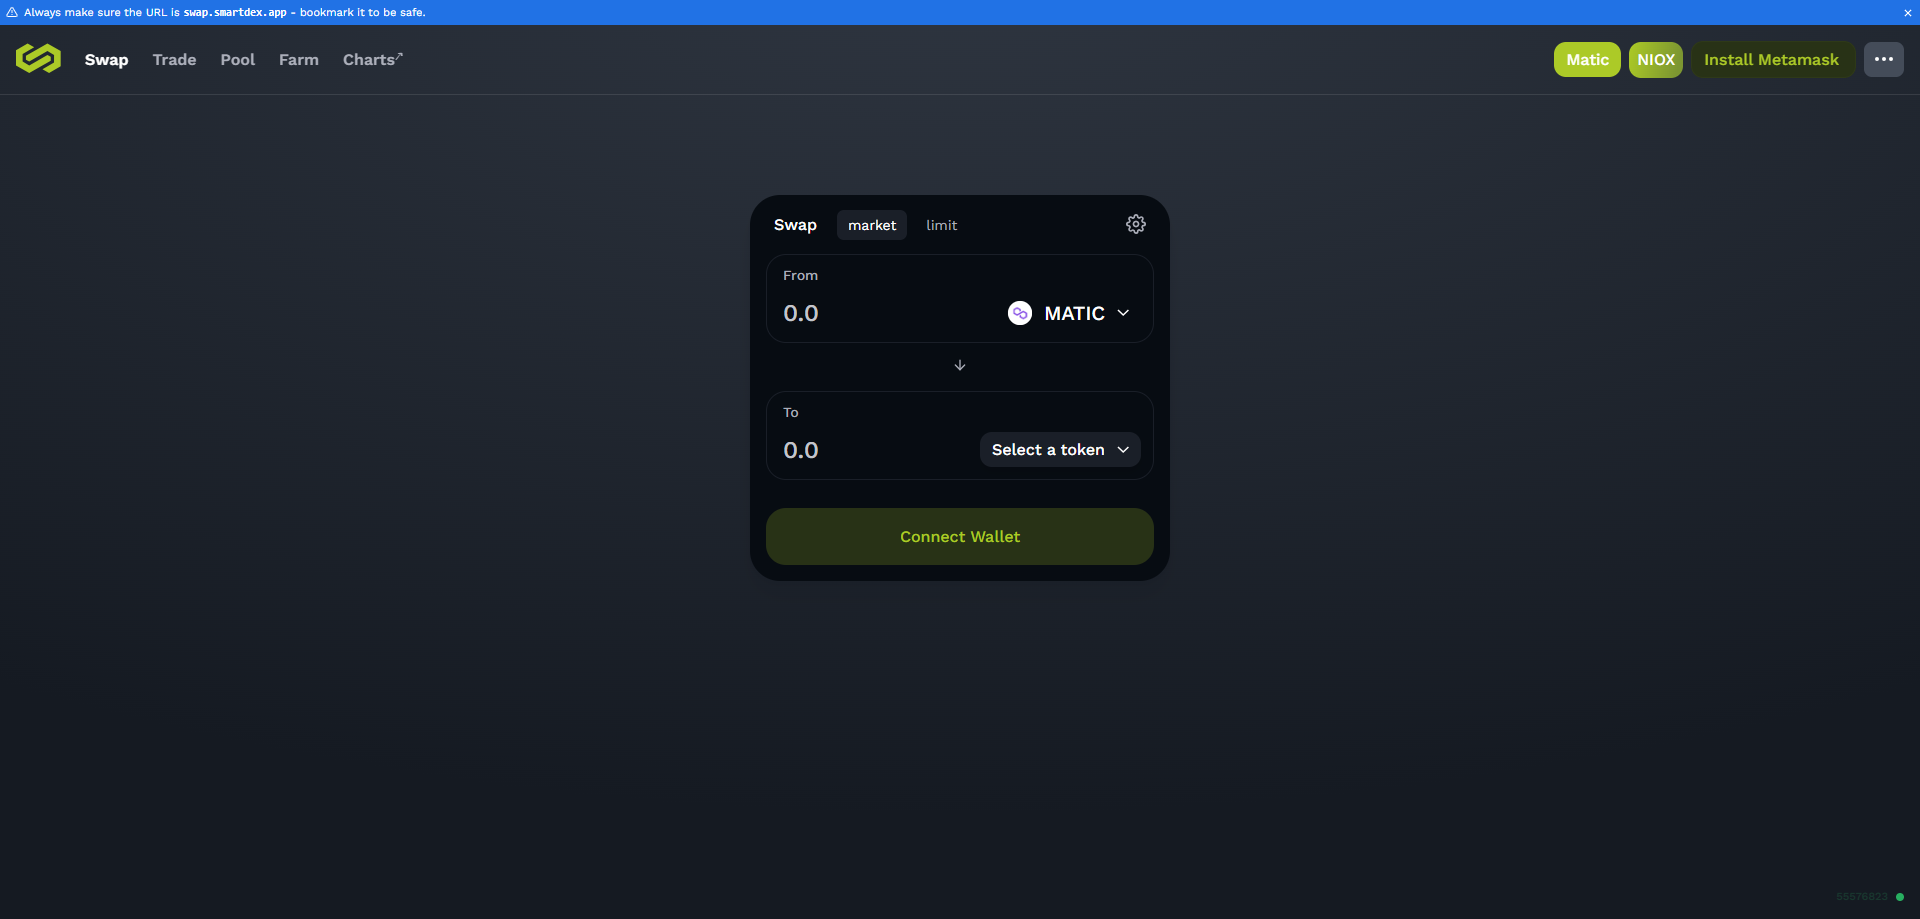 Always make sure the URL is swap.smartdex.app - bookmark it to be safe.
Swap Trade Pool Farm Charts↗ Matic NIOX Install Metamask
Swap market limit
From
0.0 MATIC
To
0.0 Select a token
Connect Wallet
55576823